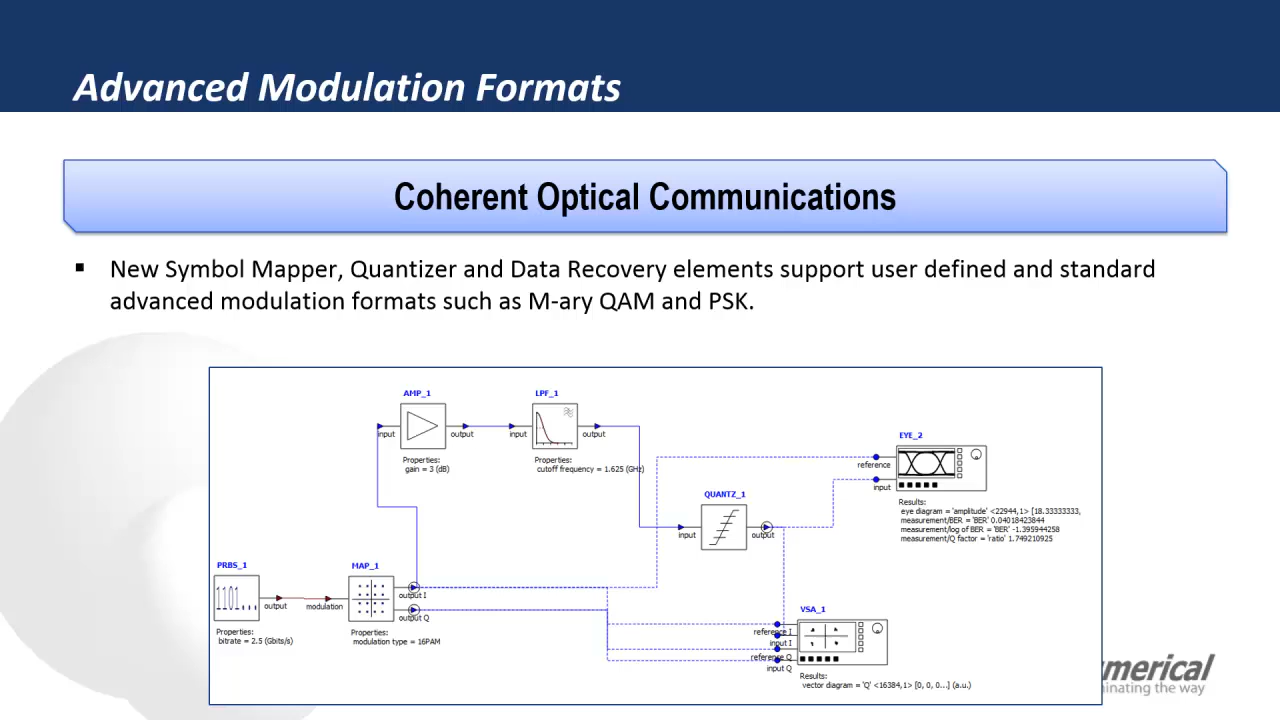 Advanced Modulation Formats
Coherent Optical Communications
▪ New Symbol Mapper, Quantizer and Data Recovery elements support user defined and standard
advanced modulation formats such as M-ary QAM and PSK.
AMP_1
input
output
Properties:
gain = 3 (dB)
LPF_1
input
output
Properties:
cutoff frequency = 1.625 (GHz)
EYE_2
reference
input
Results:
eye diagram = 'amplitude' <22944,1> [18.33333333,
measurement/BER = 'BER' 0.04018423844
measurement/log of BER = 'BER' -1.395944258
measurement/Q factor = 'ratio' 1.749210925
QUANTZ_1
input
output
PRBS_1
output
Properties:
bitrate = 2.5 (Gbits/s)
MAP_1
modulation
output I
output Q
Properties:
modulation type = 16PAM
VSA_1
reference I
input I
reference Q
input Q
Results:
vector diagram = 'Q' <16384,1> [0, 0, 0...] (a.u.)
umerical
minating the way